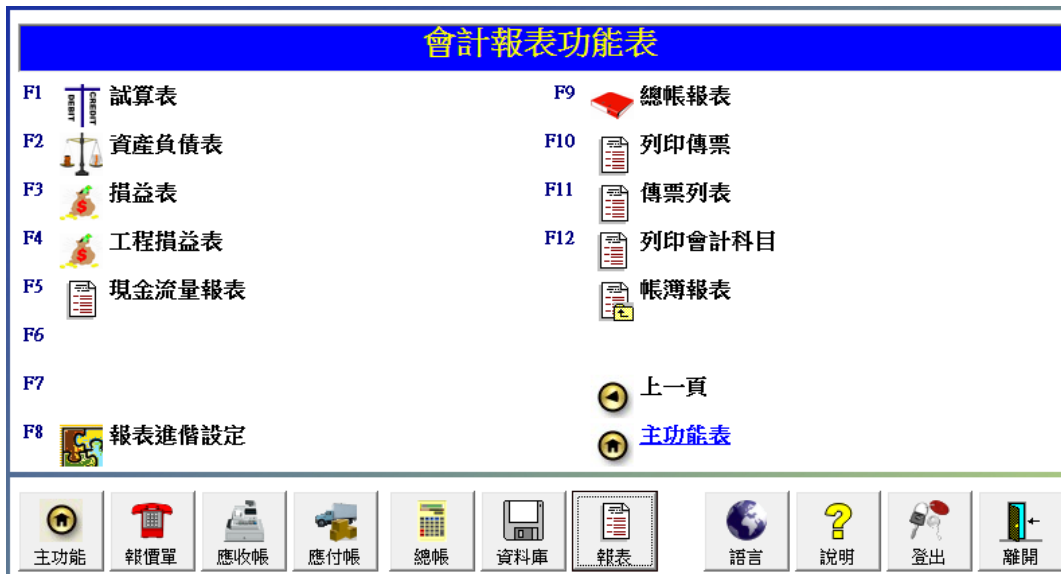 會計報表功能表
F1 DEBIT CREDIT 試算表
F2 資產負債表
F3 損益表
F4 工程損益表
F5 現金流量報表
F6
F7
F8 報表進偕設定
F9 總帳報表
F10 列印傳票
F11 傳票列表
F12 列印會計科目
帳簿報表
上一頁
主功能表
主功能 報價單 應收帳 應付帳 總帳 資料庫 報表 語言 說明 登出 離開